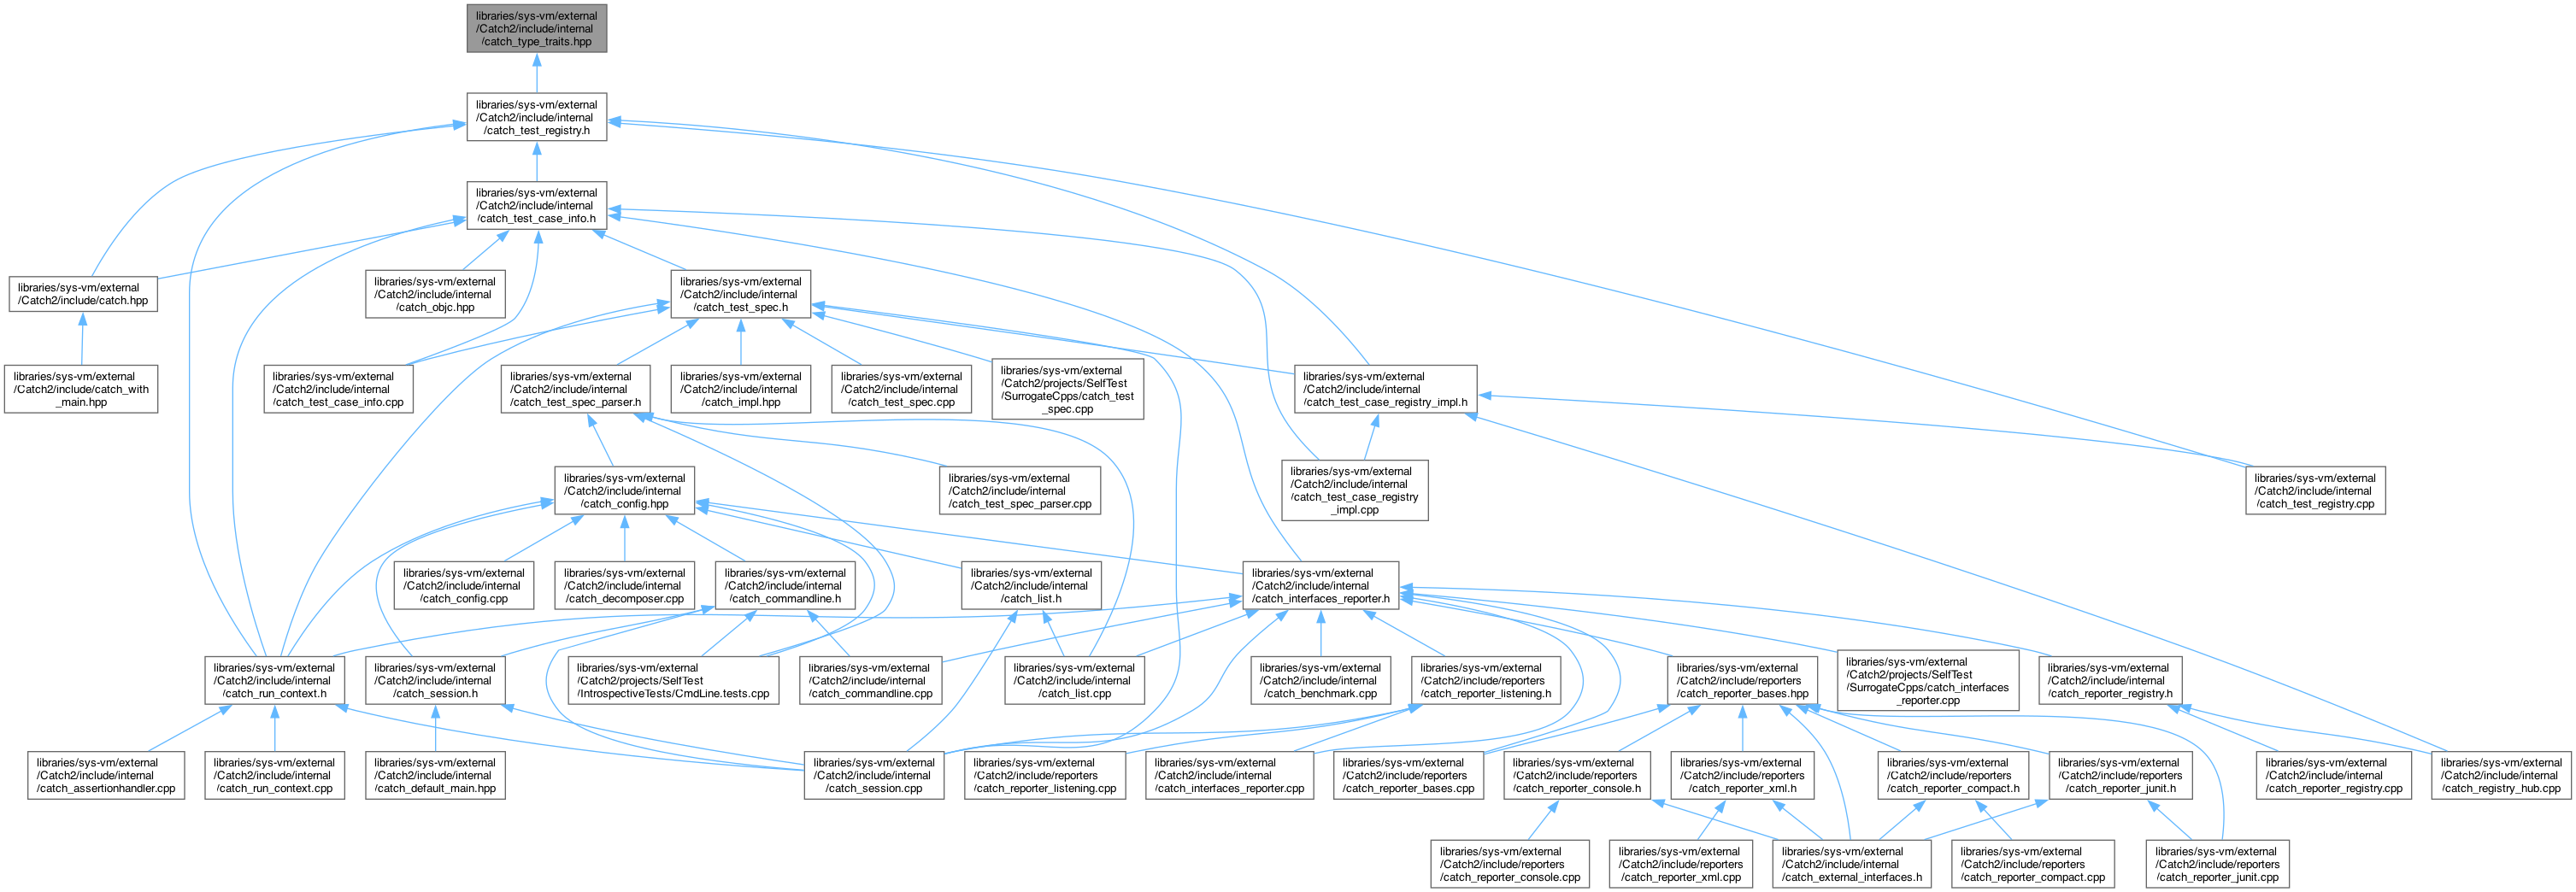 libraries/sys-vm/external
/Catch2/include/internal
/catch_type_traits.hpp
libraries/sys-vm/external
/Catch2/include/internal
/catch_test_registry.h
libraries/sys-vm/external
/Catch2/include/internal
/catch_test_case_info.h
libraries/sys-vm/external
/Catch2/include/catch.hpp
libraries/sys-vm/external
/Catch2/include/internal
/catch_objc.hpp
libraries/sys-vm/external
/Catch2/include/internal
/catch_test_spec.h
libraries/sys-vm/external
/Catch2/include/catch_with
_main.hpp
libraries/sys-vm/external
/Catch2/include/internal
/catch_test_case_info.cpp
libraries/sys-vm/external
/Catch2/include/internal
/catch_test_spec_parser.h
libraries/sys-vm/external
/Catch2/include/internal
/catch_impl.hpp
libraries/sys-vm/external
/Catch2/include/internal
/catch_test_spec.cpp
libraries/sys-vm/external
/Catch2/projects/SelfTest
/SurrogateCpps/catch_test
_spec.cpp
libraries/sys-vm/external
/Catch2/include/internal
/catch_test_case_registry_impl.h
libraries/sys-vm/external
/Catch2/include/internal
/catch_config.hpp
libraries/sys-vm/external
/Catch2/include/internal
/catch_test_spec_parser.cpp
libraries/sys-vm/external
/Catch2/include/internal
/catch_test_case_registry
_impl.cpp
libraries/sys-vm/external
/Catch2/include/internal
/catch_test_registry.cpp
libraries/sys-vm/external
/Catch2/include/internal
/catch_config.cpp
libraries/sys-vm/external
/Catch2/include/internal
/catch_decomposer.cpp
libraries/sys-vm/external
/Catch2/include/internal
/catch_commandline.h
libraries/sys-vm/external
/Catch2/include/internal
/catch_list.h
libraries/sys-vm/external
/Catch2/include/internal
/catch_interfaces_reporter.h
libraries/sys-vm/external
/Catch2/include/internal
/catch_run_context.h
libraries/sys-vm/external
/Catch2/include/internal
/catch_session.h
libraries/sys-vm/external
/Catch2/projects/SelfTest
/IntrospectiveTests/CmdLine.tests.cpp
libraries/sys-vm/external
/Catch2/include/internal
/catch_commandline.cpp
libraries/sys-vm/external
/Catch2/include/internal
/catch_list.cpp
libraries/sys-vm/external
/Catch2/include/internal
/catch_benchmark.cpp
libraries/sys-vm/external
/Catch2/include/reporters
/catch_reporter_listening.h
libraries/sys-vm/external
/Catch2/include/reporters
/catch_reporter_bases.hpp
libraries/sys-vm/external
/Catch2/projects/SelfTest
/SurrogateCpps/catch_interfaces
_reporter.cpp
libraries/sys-vm/external
/Catch2/include/internal
/catch_reporter_registry.h
libraries/sys-vm/external
/Catch2/include/internal
/catch_assertionhandler.cpp
libraries/sys-vm/external
/Catch2/include/internal
/catch_run_context.cpp
libraries/sys-vm/external
/Catch2/include/internal
/catch_default_main.hpp
libraries/sys-vm/external
/Catch2/include/internal
/catch_session.cpp
libraries/sys-vm/external
/Catch2/include/reporters
/catch_reporter_listening.cpp
libraries/sys-vm/external
/Catch2/include/internal
/catch_interfaces_reporter.cpp
libraries/sys-vm/external
/Catch2/include/reporters
/catch_reporter_bases.cpp
libraries/sys-vm/external
/Catch2/include/reporters
/catch_reporter_console.h
libraries/sys-vm/external
/Catch2/include/reporters
/catch_reporter_xml.h
libraries/sys-vm/external
/Catch2/include/reporters
/catch_reporter_compact.h
libraries/sys-vm/external
/Catch2/include/reporters
/catch_reporter_junit.h
libraries/sys-vm/external
/Catch2/include/internal
/catch_reporter_registry.cpp
libraries/sys-vm/external
/Catch2/include/internal
/catch_registry_hub.cpp
libraries/sys-vm/external
/Catch2/include/reporters
/catch_reporter_console.cpp
libraries/sys-vm/external
/Catch2/include/reporters
/catch_reporter_xml.cpp
libraries/sys-vm/external
/Catch2/include/internal
/catch_external_interfaces.h
libraries/sys-vm/external
/Catch2/include/reporters
/catch_reporter_compact.cpp
libraries/sys-vm/external
/Catch2/include/reporters
/catch_reporter_junit.cpp